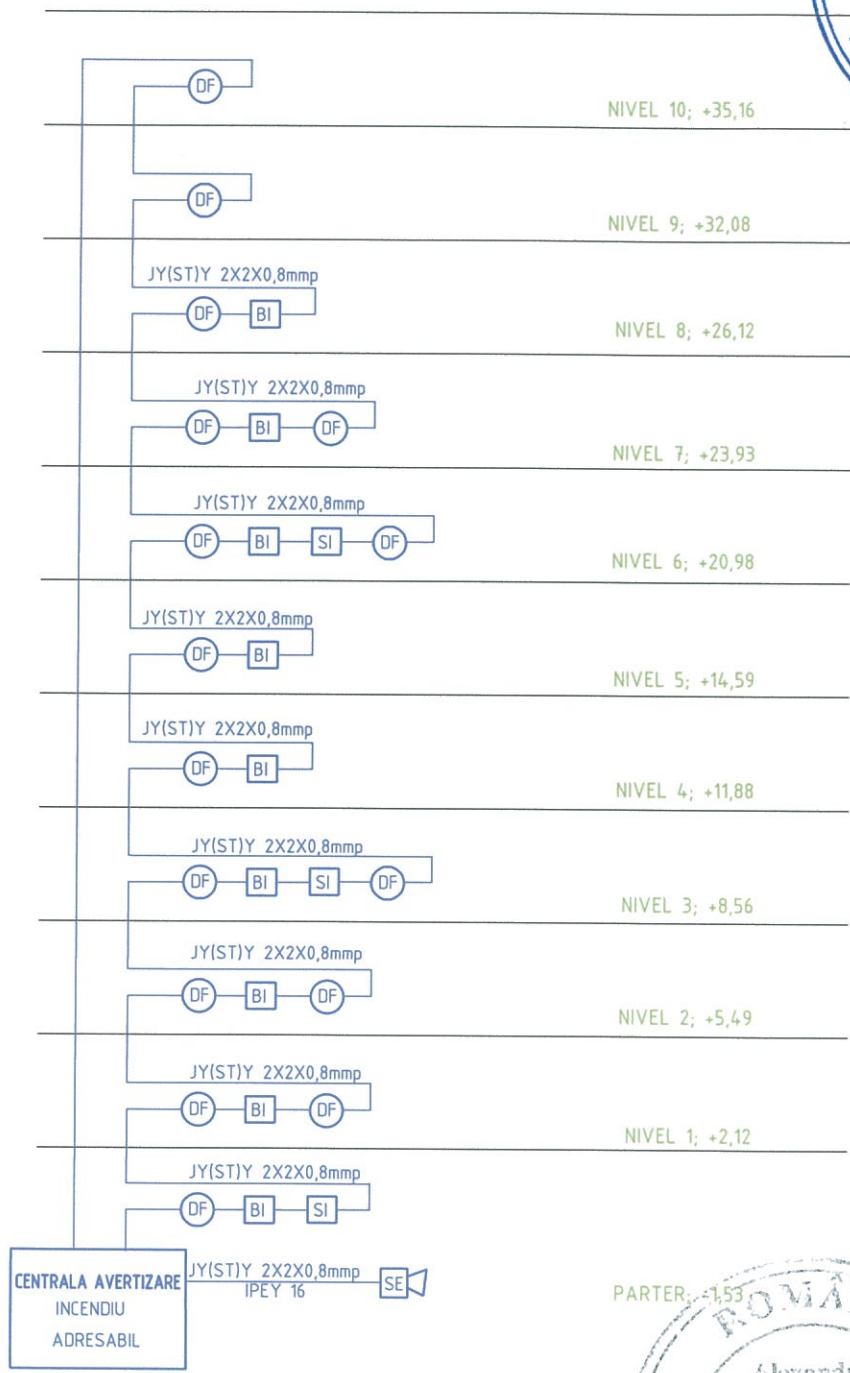 DF
NIVEL 10; +35,16
DF
NIVEL 9; +32,08
JY(ST)Y 2X2X0,8mmp
DF BI
NIVEL 8; +26,12
JY(ST)Y 2X2X0,8mmp
DF BI DF
NIVEL 7; +23,93
JY(ST)Y 2X2X0,8mmp
DF BI SI DF
NIVEL 6; +20,98
JY(ST)Y 2X2X0,8mmp
DF BI
NIVEL 5; +14,59
JY(ST)Y 2X2X0,8mmp
DF BI
NIVEL 4; +11,88
JY(ST)Y 2X2X0,8mmp
DF BI SI DF
NIVEL 3; +8,56
JY(ST)Y 2X2X0,8mmp
DF BI DF
NIVEL 2; +5,49
JY(ST)Y 2X2X0,8mmp
DF BI DF
NIVEL 1; +2,12
JY(ST)Y 2X2X0,8mmp
DF BI SI
CENTRALA AVERTIZARE
INCENDIU
ADRESABIL
JY(ST)Y 2X2X0,8mmp
IPEY 16
SE
PARTER; -1,53